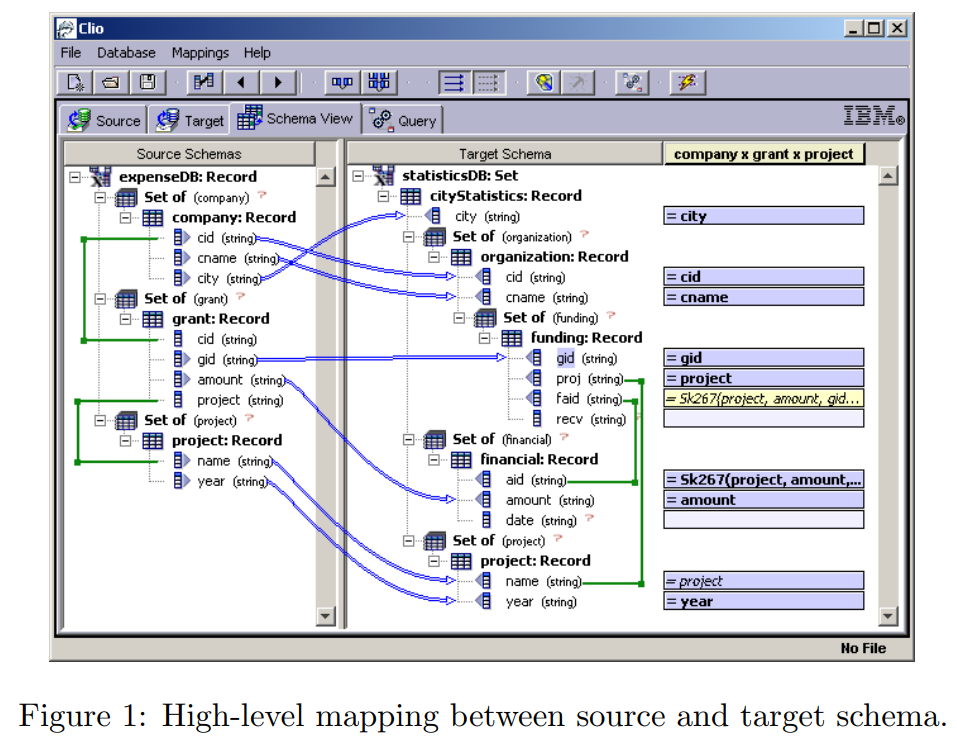 Clio
File Database Mappings Help
Source Target Schema View Query IBM®
Source Schemas Target Schema company x grant x project
expenseDB: Record statisticsDB: Set
Set of (company) ? cityStatistics: Record
company: Record city (string) = city
cid (string) Set of (organization) ?
cname (string) organization: Record
city (string) cid (string) = cid
Set of (grant) ? cname (string) = cname
grant: Record Set of (funding) ?
cid (string) funding: Record
gid (string) gid (string) = gid
amount (string) proj (string) = project
project (string) faid (string) = Sk267(project, amount, gid...
Set of (project) ? recv (string) ?
project: Record Set of (financial) ?
name (string) financial: Record
year (string) aid (string) = Sk267(project, amount,...
amount (string) = amount
date (string) ?
Set of (project) ?
project: Record
name (string) = project
year (string) = year
No File
Figure 1: High-level mapping between source and target schema.